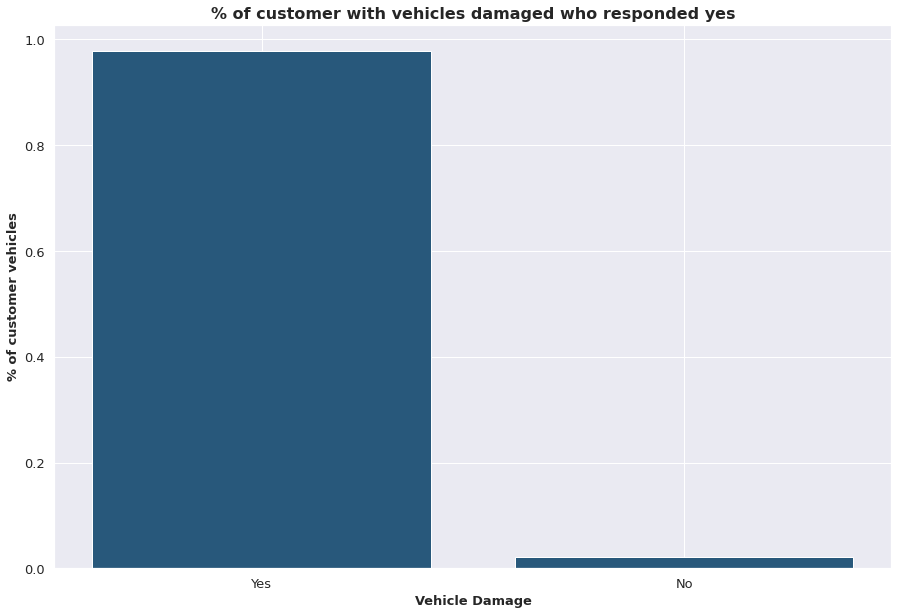 % of customer with vehicles damaged who responded yes
% of customer vehicles
1.0
0.8
0.6
0.4
0.2
0.0
Yes
No
Vehicle Damage